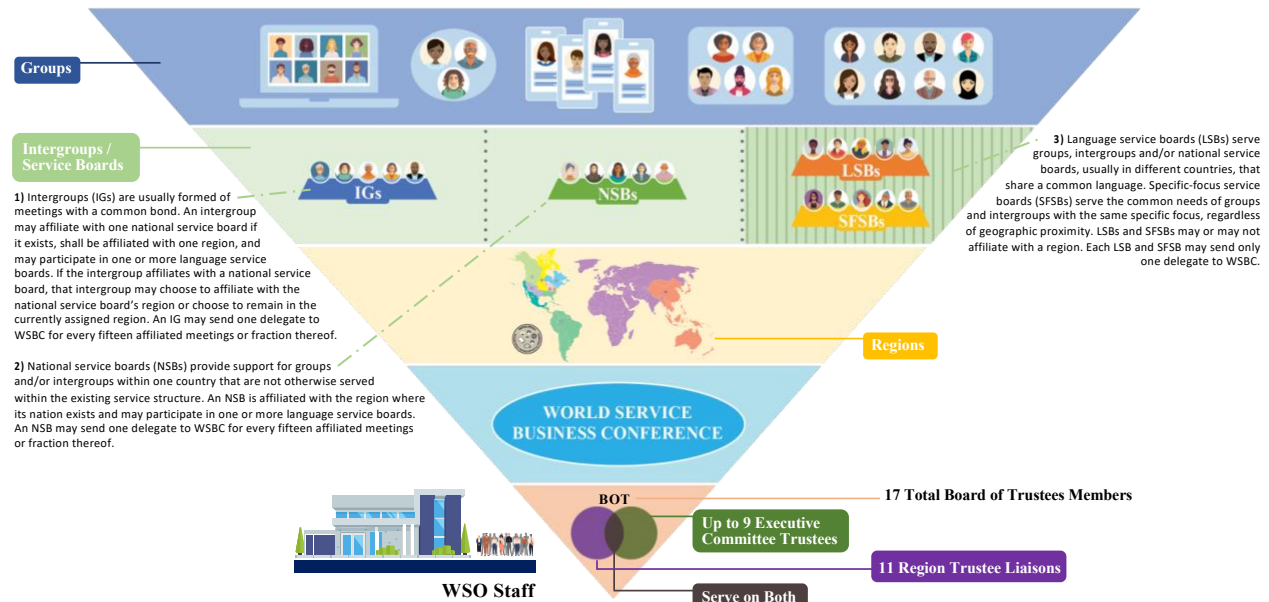 Groups
Intergroups /
Service Boards
IGs
NSBs
LSBs
SFSBs
1) Intergroups (IGs) are usually formed of
meetings with a common bond. An intergroup
may affiliate with one national service board if
it exists, shall be affiliated with one region, and
may participate in one or more language service
boards. If the intergroup affiliates with a national service
board, that intergroup may choose to affiliate with the
national service board’s region or choose to remain in the
currently assigned region. An IG may send one delegate to
WSBC for every fifteen affiliated meetings or fraction thereof.
2) National service boards (NSBs) provide support for groups
and/or intergroups within one country that are not otherwise served
within the existing service structure. An NSB is affiliated with the region where
its nation exists and may participate in one or more language service boards.
An NSB may send one delegate to WSBC for every fifteen affiliated meetings
or fraction thereof.
3) Language service boards (LSBs) serve
groups, intergroups and/or national service
boards, usually in different countries, that
share a common language. Specific-focus service
boards (SFSBs) serve the common needs of groups
and intergroups with the same specific focus, regardless
of geographic proximity. LSBs and SFSBs may or may not
affiliate with a region. Each LSB and SFSB may send only
one delegate to WSBC.
Regions
WORLD SERVICE
BUSINESS CONFERENCE
BOT
17 Total Board of Trustees Members
Up to 9 Executive
Committee Trustees
11 Region Trustee Liaisons
Serve on Both
WSO Staff